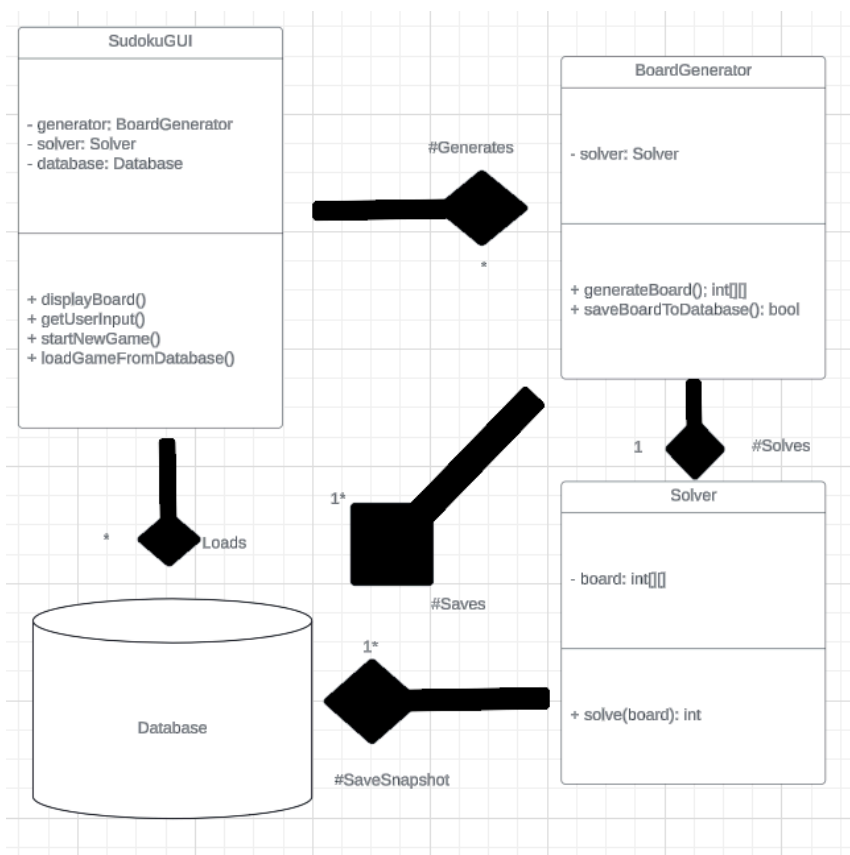 SudokuGUI
- generator; BoardGenerator
- solver: Solver
- database: Database
+ displayBoard()
+ getUserInput()
+ startNewGame()
+ loadGameFromDatabase()
#Generates
*
BoardGenerator
- solver: Solver
+ generateBoard(); int[][]
+ saveBoardToDatabase(): bool
1
#Solves
1*
#Saves
*
Loads
Solver
- board: int[][]
+ solve(board): int
1*
#SaveSnapshot
Database